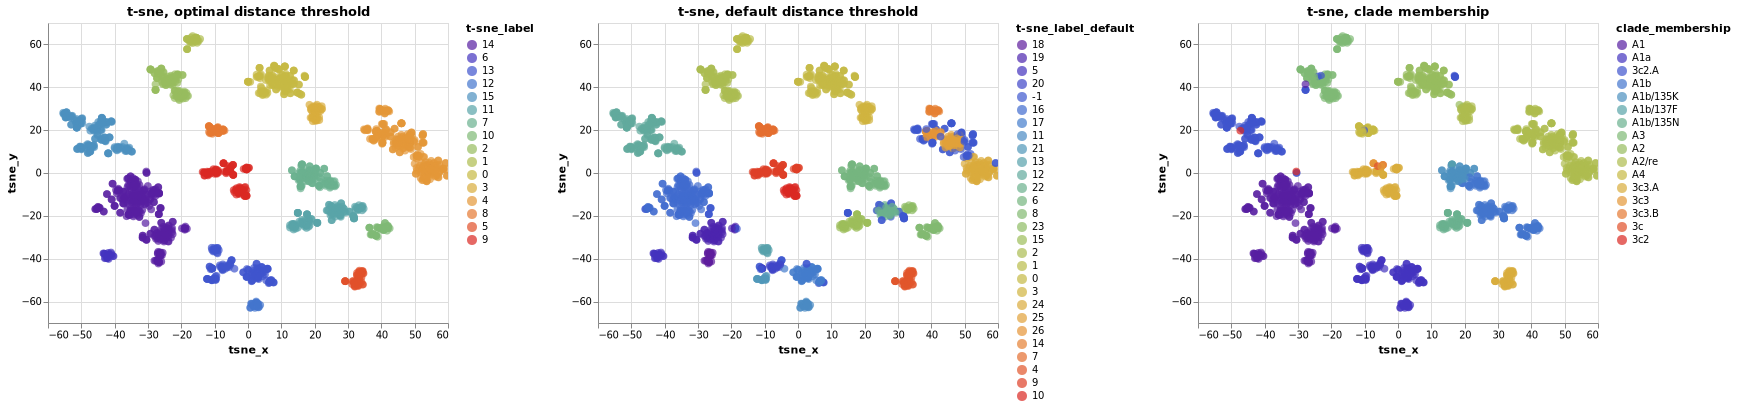 t-sne, optimal distance threshold
60
40
20
0
−20
−40
−60
tsne_y
−60 −50 −40 −30 −20 −10 0 10 20 30 40 50 60
tsne_x
t-sne_label
14
6
13
12
15
11
7
10
2
1
0
3
4
8
5
9
t-sne, default distance threshold
60
40
20
0
−20
−40
−60
tsne_y
−60 −50 −40 −30 −20 −10 0 10 20 30 40 50 60
tsne_x
t-sne_label_default
18
19
5
20
-1
16
17
11
21
13
12
22
6
8
23
15
2
1
0
3
24
25
26
14
7
4
9
10
t-sne, clade membership
60
40
20
0
−20
−40
−60
tsne_y
−60 −50 −40 −30 −20 −10 0 10 20 30 40 50 60
tsne_x
clade_membership
A1
A1a
3c2.A
A1b
A1b/135K
A1b/137F
A1b/135N
A3
A2
A2/re
A4
3c3.A
3c3
3c3.B
3c
3c2